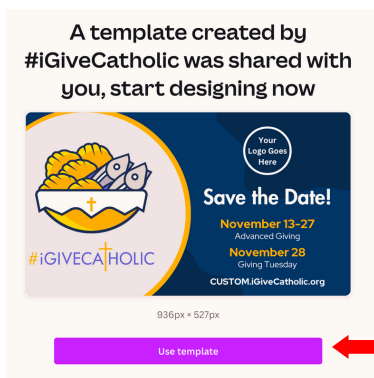 A template created by
#iGiveCatholic was shared with
you, start designing now
Your
Logo Goes
Here
Save the Date!
November 13-27
Advanced Giving
November 28
Giving Tuesday
CUSTOM.iGiveCatholic.org
#iGIVECATHOLIC
936px × 527px
Use template